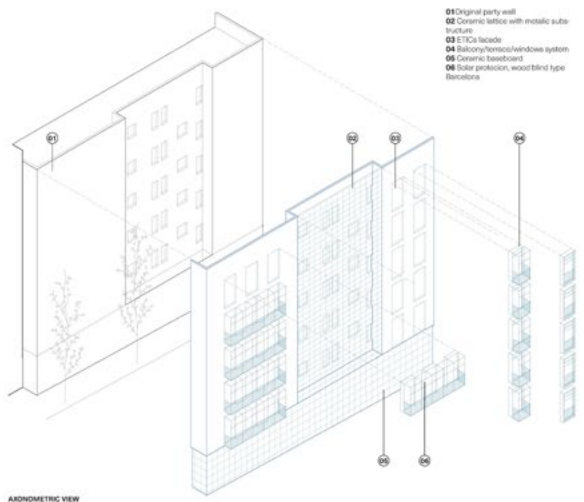 01 Original party wall
02 Ceramic lattice with metalic subs-
tructure
03 ETICs facade
04 Balcony/terrace/windows system
05 Ceramic baseboard
06 Solar protecion, wood blind type
Barcelona
01
02
03
04
05
06
AXONOMETRIC VIEW